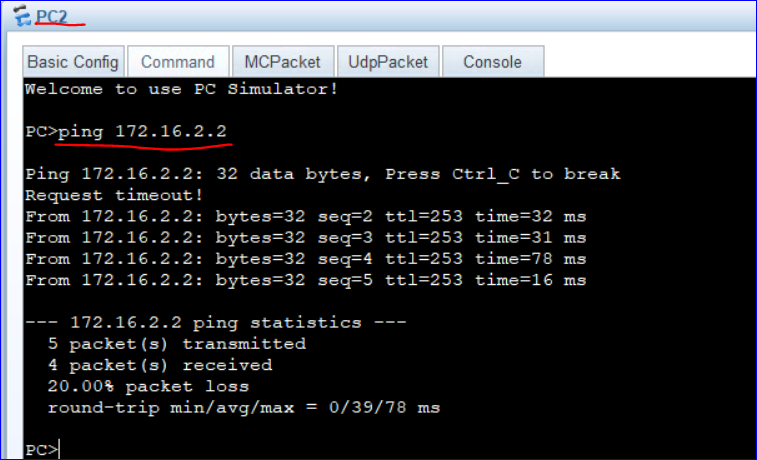 PC2
Basic Config Command MCPacket UdpPacket Console
Welcome to use PC Simulator!
PC>ping 172.16.2.2
Ping 172.16.2.2: 32 data bytes, Press Ctrl_C to break
Request timeout!
From 172.16.2.2: bytes=32 seq=2 ttl=253 time=32 ms
From 172.16.2.2: bytes=32 seq=3 ttl=253 time=31 ms
From 172.16.2.2: bytes=32 seq=4 ttl=253 time=78 ms
From 172.16.2.2: bytes=32 seq=5 ttl=253 time=16 ms
--- 172.16.2.2 ping statistics ---
5 packet(s) transmitted
4 packet(s) received
20.00% packet loss
round-trip min/avg/max = 0/39/78 ms
PC>